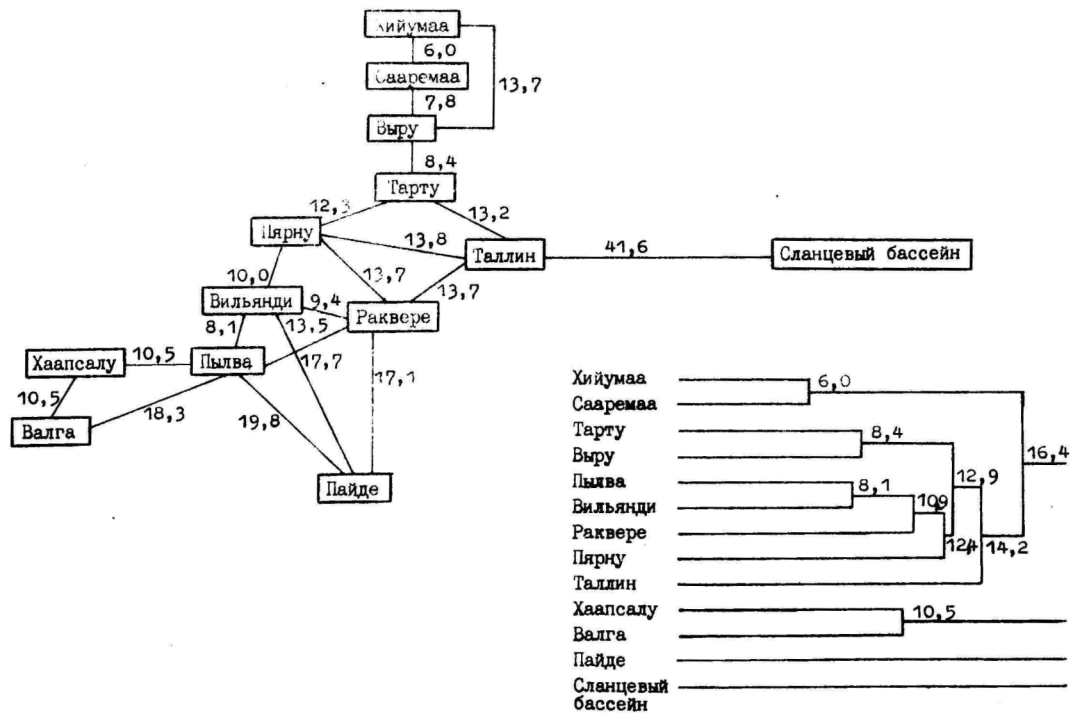 Хийумаа
6,0
Сааремаа
13,7
7,8
Выру
8,4
Тарту
12,3
13,2
Пярну
13,8
Таллин
41,6
Сланцевый бассейн
10,0
13,7
13,7
Вильянди
9,4
Раквере
8,1
13,5
Хаапсалу
10,5
Пылва
17,7
17,1
10,5
18,3
19,8
Валга
Пайде
Хийумаа
6,0
Сааремаа
Тарту
8,4
Выру
16,4
Пылва
8,1
12,9
Вильянди
10,9
Раквере
Пярну
12,4
14,2
Таллин
Хаапсалу
10,5
Валга
Пайде
Сланцевый
бассейн